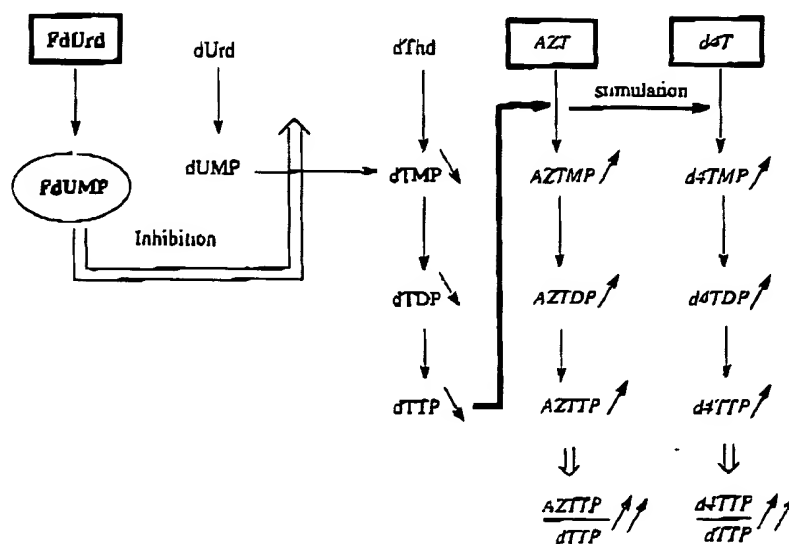 FdUrd dUrd dThd AZT d4T
stimulation
FdUMP dUMP dTMP AZTMP d4TMP
Inhibition
dTDP AZTDP d4TDP
dTTP AZTTP d4TTP
AZTTP d4TTP
dTTP dTTP